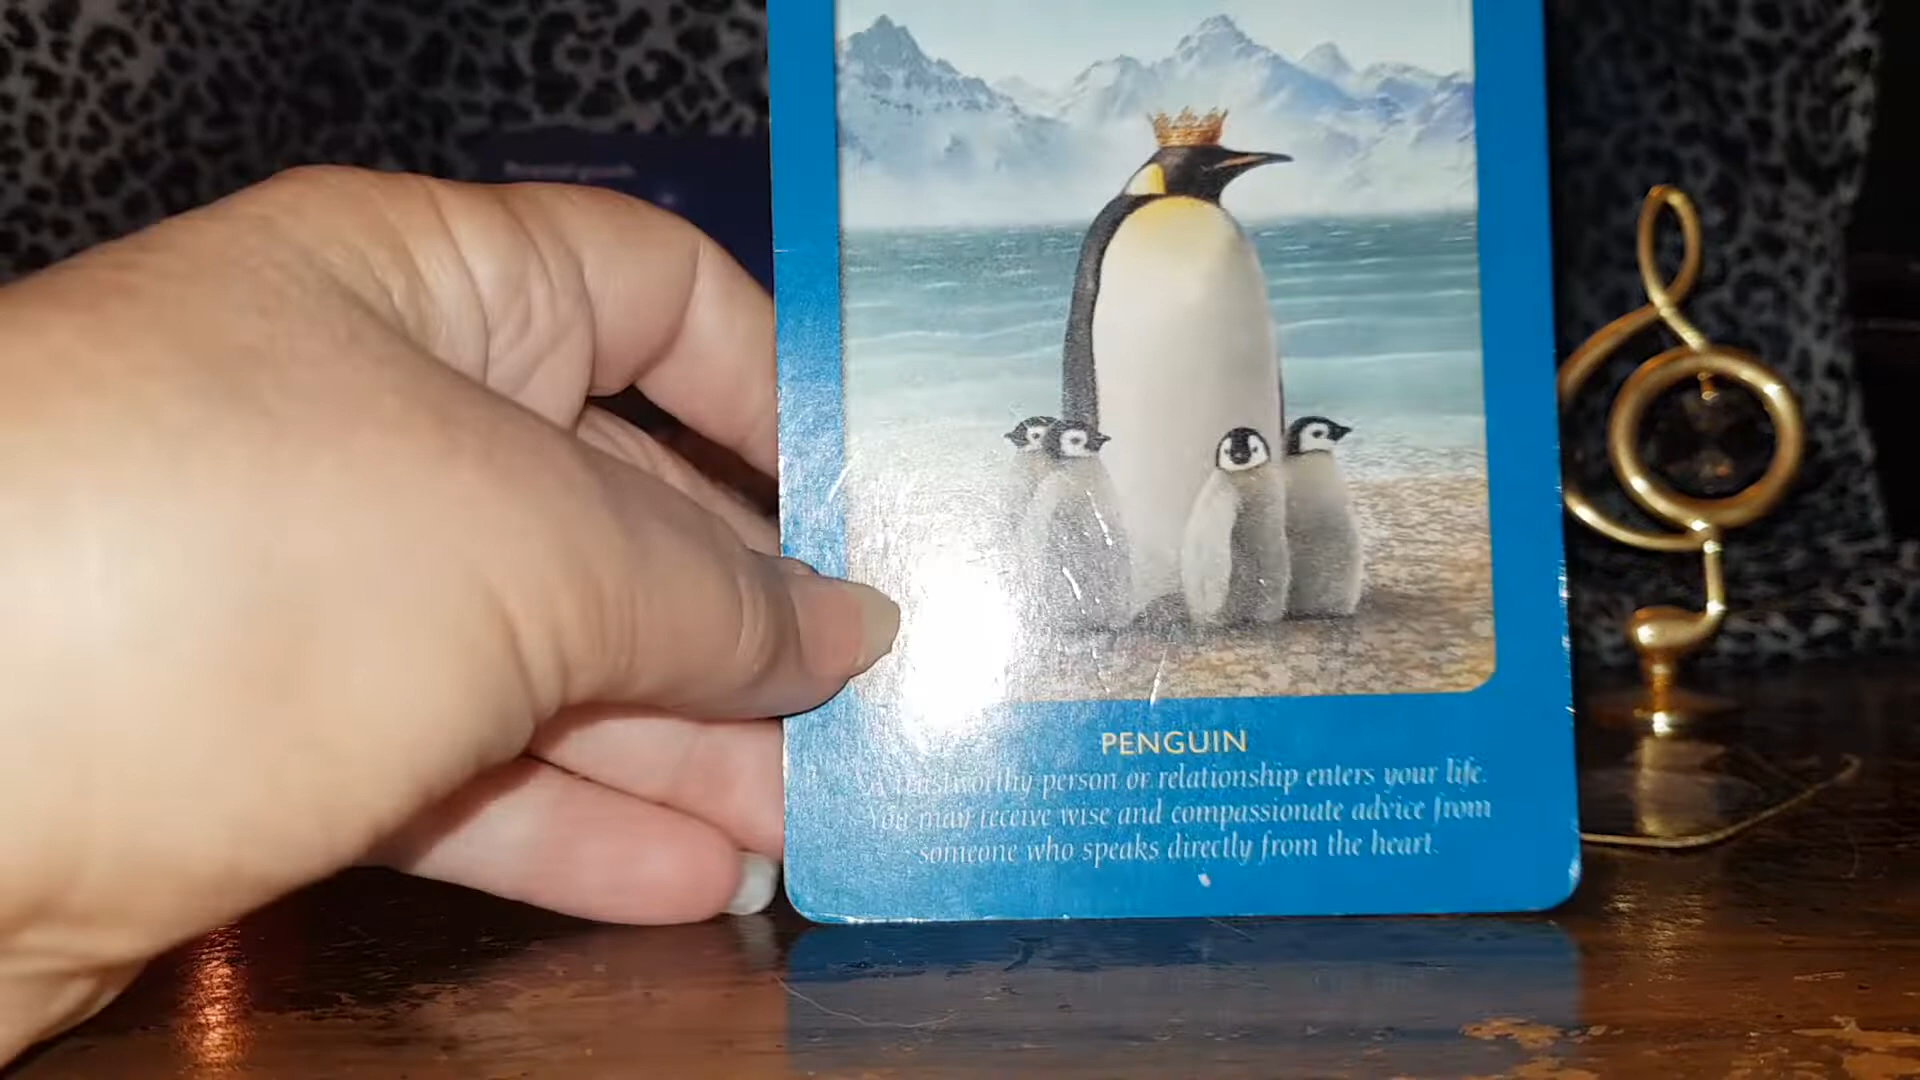 PENGUIN
A trustworthy person or relationship enters your life.
You may receive wise and compassionate advice from
someone who speaks directly from the heart.